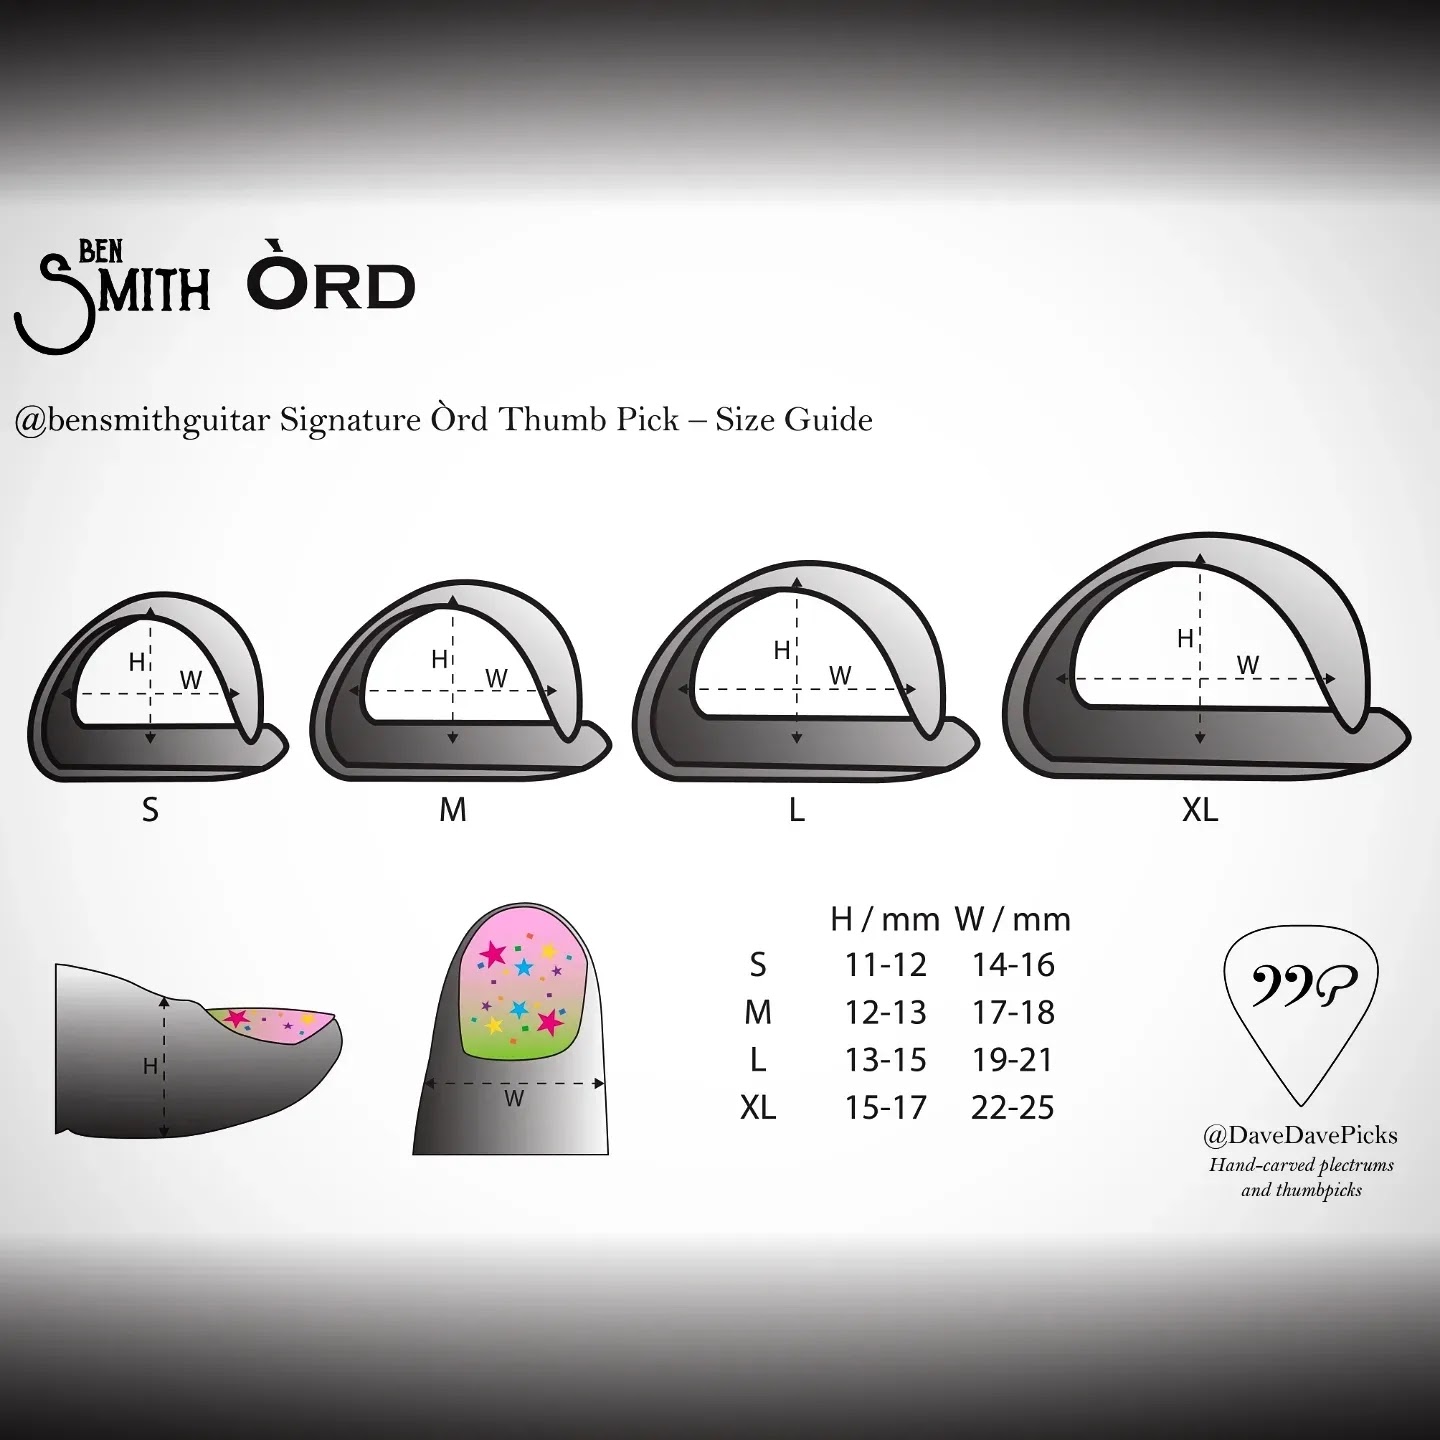 BEN
SMITH ÒRD
@bensmithguitar Signature Òrd Thumb Pick – Size Guide
H W
H W
H W
H W
S M L XL
H
W
H / mm W / mm
S 11-12 14-16
M 12-13 17-18
L 13-15 19-21
XL 15-17 22-25
@DaveDavePicks
Hand-carved plectrums
and thumbpicks